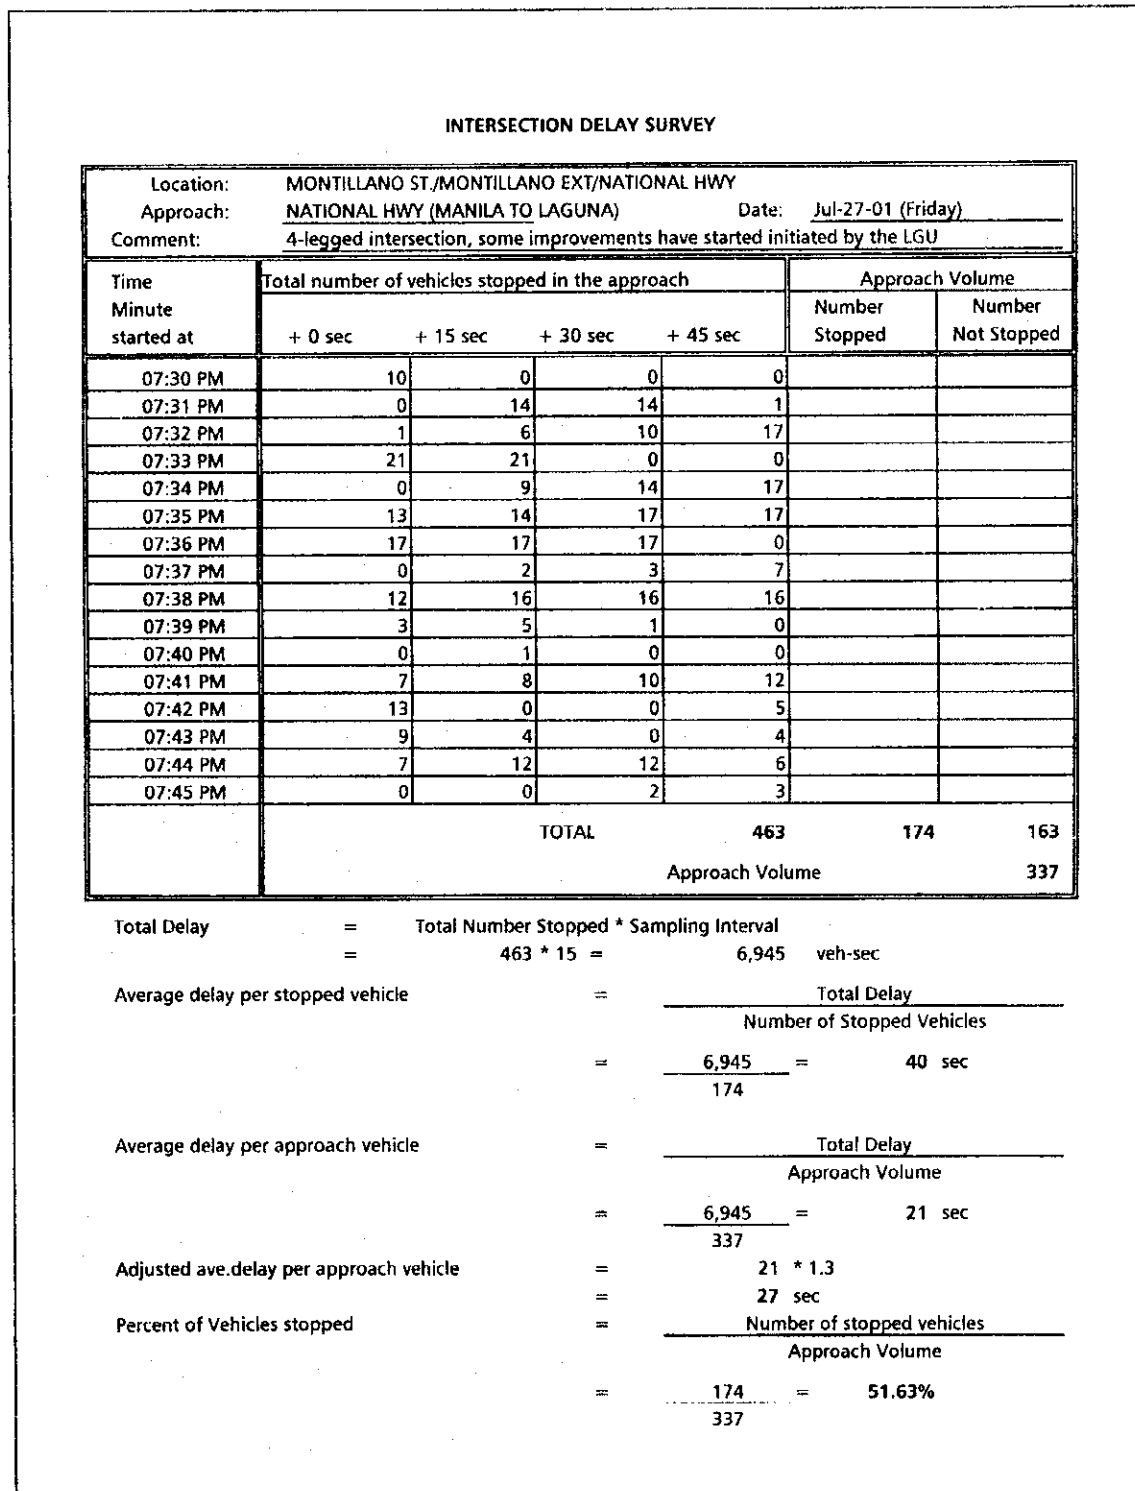 INTERSECTION DELAY SURVEY
Location: MONTILLANO ST./MONTILLANO EXT/NATIONAL HWY
Approach: NATIONAL HWY (MANILA TO LAGUNA) Date: Jul-27-01 (Friday)
Comment: 4-legged intersection, some improvements have started initiated by the LGU
Time Total number of vehicles stopped in the approach Approach Volume
Minute Number Number
started at + 0 sec + 15 sec + 30 sec + 45 sec Stopped Not Stopped
07:30 PM 10 0 0 0
07:31 PM 0 14 14 1
07:32 PM 1 6 10 17
07:33 PM 21 21 0 0
07:34 PM 0 9 14 17
07:35 PM 13 14 17 17
07:36 PM 17 17 17 0
07:37 PM 0 2 3 7
07:38 PM 12 16 16 16
07:39 PM 3 5 1 0
07:40 PM 0 1 0 0
07:41 PM 7 8 10 12
07:42 PM 13 0 0 5
07:43 PM 9 4 0 4
07:44 PM 7 12 12 6
07:45 PM 0 0 2 3
TOTAL 463 174 163
Approach Volume 337
Total Delay = Total Number Stopped * Sampling Interval
= 463 * 15 = 6,945 veh-sec
Average delay per stopped vehicle = Total Delay
Number of Stopped Vehicles
= 6,945 = 40 sec
174
Average delay per approach vehicle = Total Delay
Approach Volume
= 6,945 = 21 sec
337
Adjusted ave.delay per approach vehicle = 21 * 1.3
= 27 sec
Percent of Vehicles stopped = Number of stopped vehicles
Approach Volume
= 174 = 51.63%
337